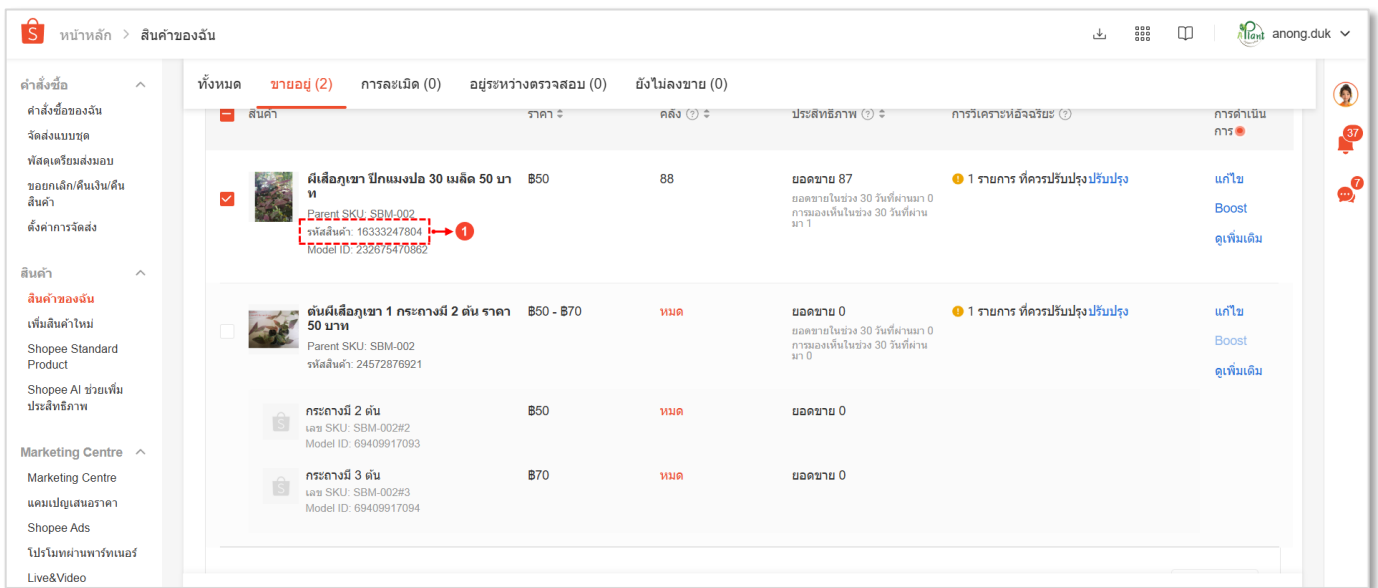 หน้าหลัก > สินค้าของฉัน
Plant
anong.duk
คำสั่งซื้อ
คำสั่งซื้อของฉัน
จัดส่งแบบชุด
พัสดุเตรียมส่งมอบ
ขอยกเลิก/คืนเงิน/คืน
สินค้า
ตั้งค่าการจัดส่ง
สินค้า
สินค้าของฉัน
เพิ่มสินค้าใหม่
Shopee Standard
Product
Shopee AI ช่วยเพิ่ม
ประสิทธิภาพ
Marketing Centre
Marketing Centre
แคมเปญเสนอราคา
Shopee Ads
โปรโมทผ่านพาร์ทเนอร์
Live&Video
ทั้งหมด ขายอยู่ (2) การละเมิด (0) อยู่ระหว่างตรวจสอบ (0) ยังไม่ลงขาย (0)
สินค้า ราคา คลัง ประสิทธิภาพ การวิเคราะห์อัจฉริยะ การดำเนิน
การ
ผีเสือภูเขา ปีกแมงปอ 30 เมล็ด 50 บา ฿50 88 ยอดขาย 87 1 รายการ ที่ควรปรับปรุงปรับปรุง แก้ไข
ท
ยอดขายในช่วง 30 วันที่ผ่านมา 0
การมองเห็นในช่วง 30 วันที่ผ่าน
มา 1
Boost
ดูเพิ่มเติม
Parent SKU: SBM-002
รหัสสินค้า: 16333247804
1
Model ID: 232675470862
ต้นผีเสือภูเขา 1 กระถางมี 2 ต้น ราคา ฿50 - ฿70 หมด ยอดขาย 0 1 รายการ ที่ควรปรับปรุงปรับปรุง แก้ไข
50 บาท
ยอดขายในช่วง 30 วันที่ผ่านมา 0
การมองเห็นในช่วง 30 วันที่ผ่าน
มา 0
Boost
ดูเพิ่มเติม
Parent SKU: SBM-002
รหัสสินค้า: 24572876921
กระถางมี 2 ต้น ฿50 หมด ยอดขาย 0
เลข SKU: SBM-002#2
Model ID: 69409917093
กระถางมี 3 ต้น ฿70 หมด ยอดขาย 0
เลข SKU: SBM-002#3
Model ID: 69409917094
37
7